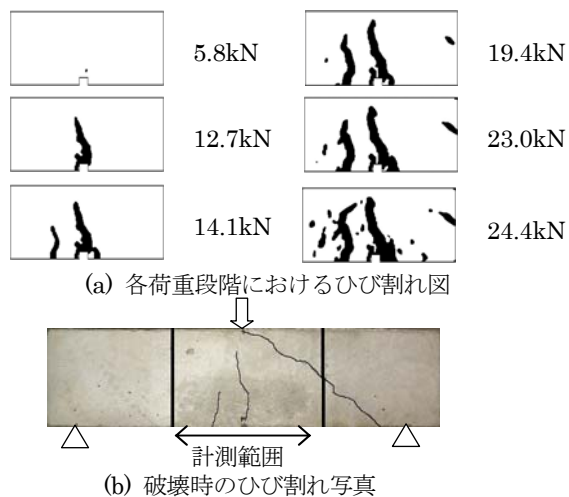 5.8kN
19.4kN
12.7kN
23.0kN
14.1kN
24.4kN
(a) 各荷重段階におけるひび割れ図
計測範囲
(b) 破壊時のひび割れ写真